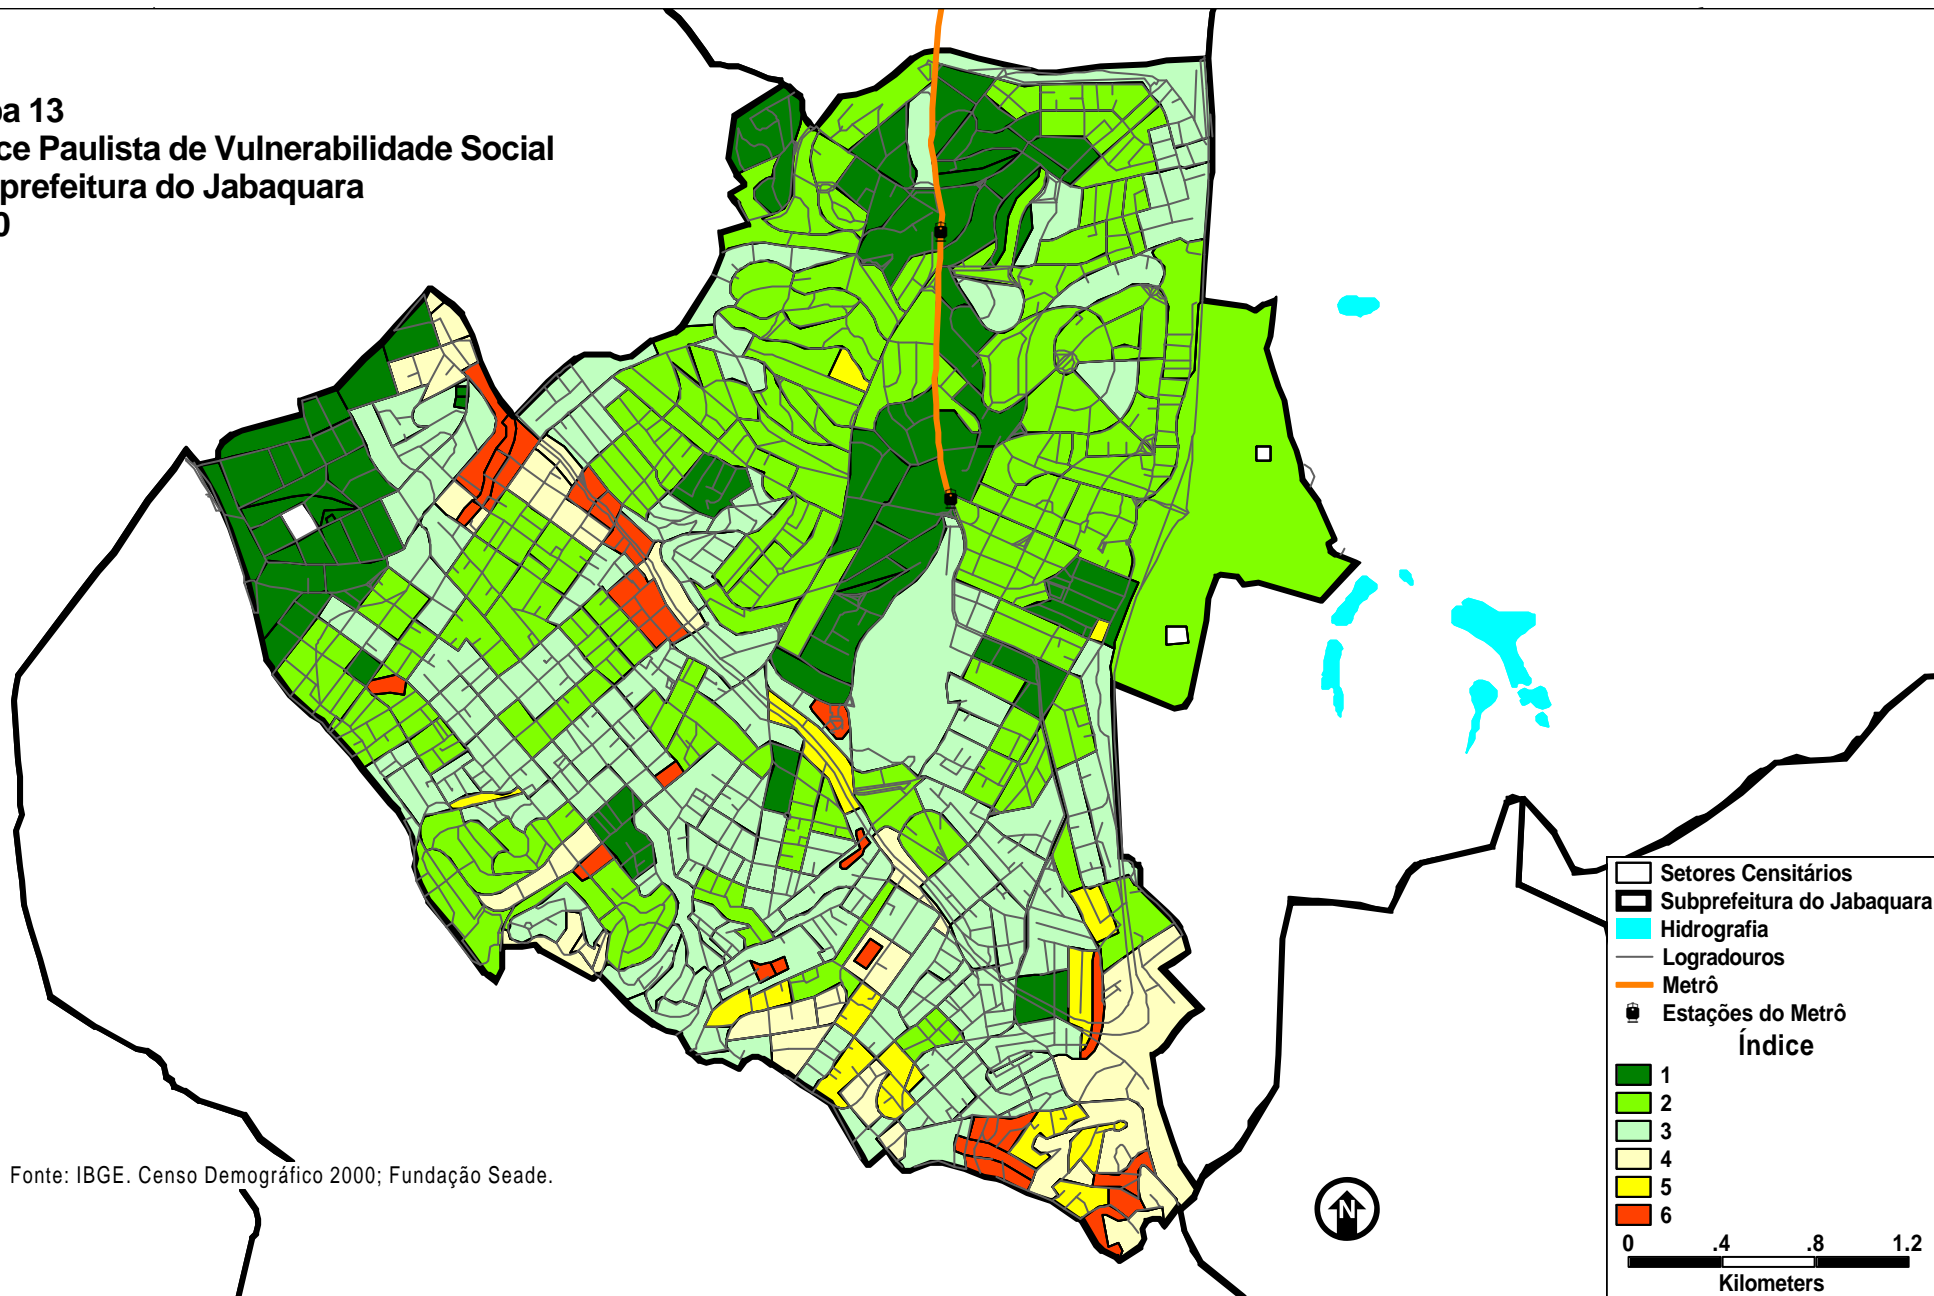 pa 13
ce Paulista de Vulnerabilidade Social
prefeitura do Jabaquara
0
Setores Censitários
Subprefeitura do Jabaquara
Hidrografia
Logradouros
Metrô
Estações do Metrô
Índice
1
2
3
4
5
6
0 .4 .8 1.2
Kilometers
N
Fonte: IBGE. Censo Demográfico 2000; Fundação Seade.